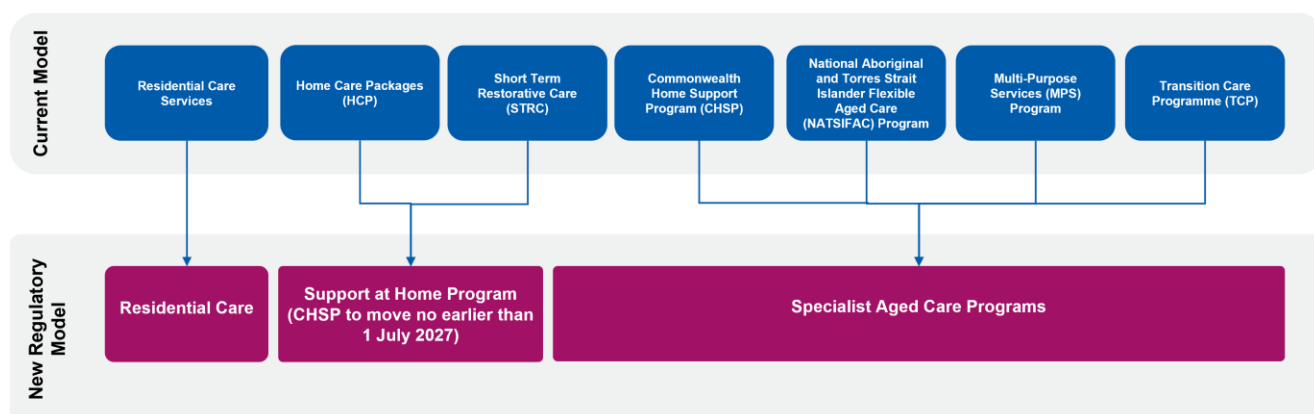 Current Model
Residential Care
Services
Home Care Packages
(HCP)
Short Term
Restorative Care
(STRC)
Commonwealth
Home Support
Program (CHSP)
National Aboriginal
and Torres Strait
Islander Flexible
Aged Care
(NATSIFAC) Program
Multi-Purpose
Services (MPS)
Program
Transition Care
Programme (TCP)
New Regulatory
Model
Residential Care
Support at Home Program
(CHSP to move no earlier than
1 July 2027)
Specialist Aged Care Programs